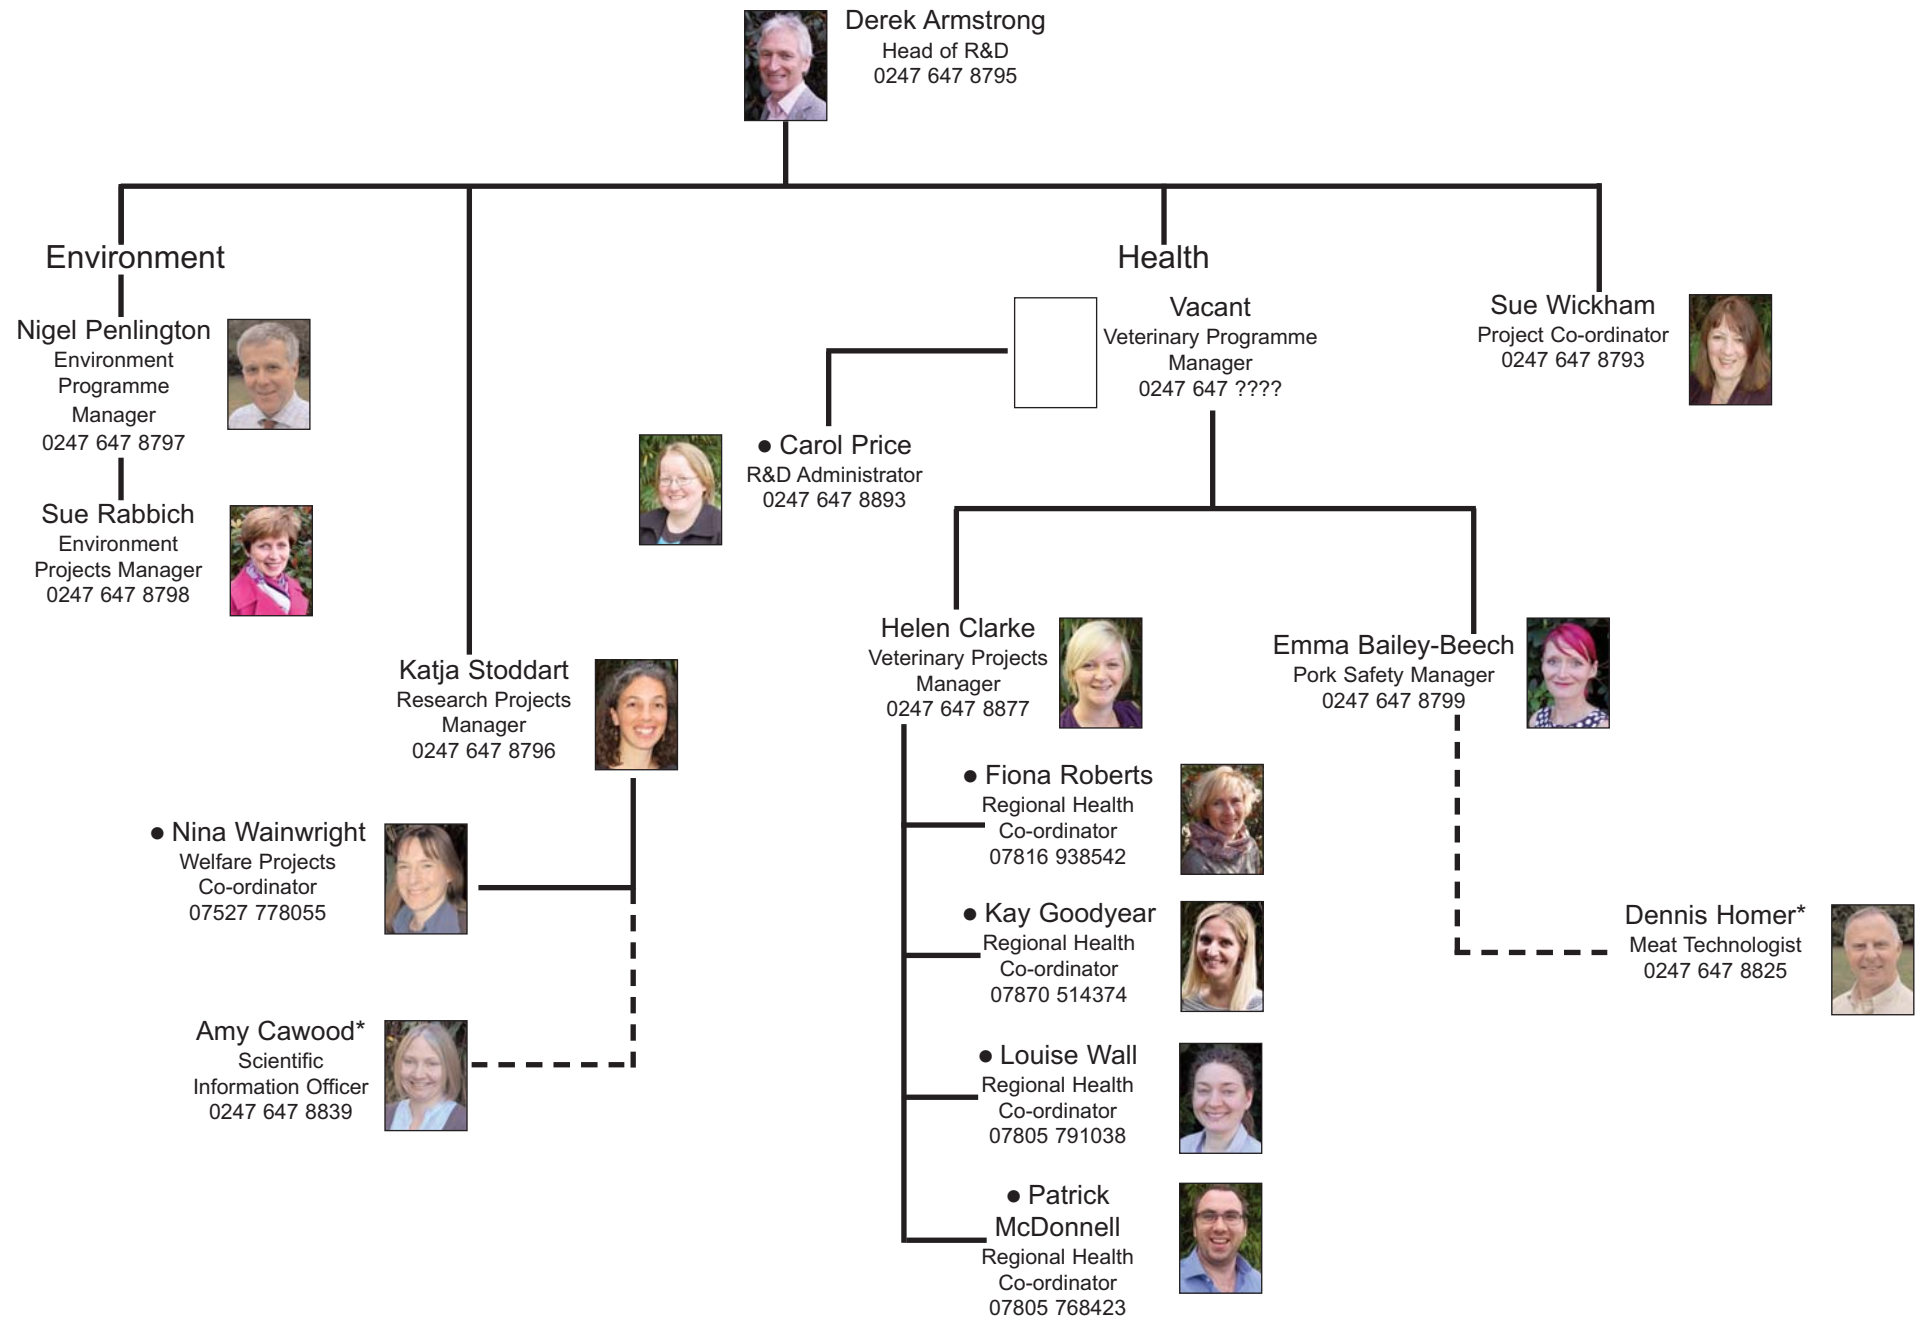 Derek Armstrong
Head of R&D
0247 647 8795
Environment
Nigel Penlington
Environment
Programme
Manager
0247 647 8797
Sue Rabbich
Environment
Projects Manager
0247 647 8798
Katja Stoddart
Research Projects
Manager
0247 647 8796
● Nina Wainwright
Welfare Projects
Co-ordinator
07527 778055
Amy Cawood*
Scientific
Information Officer
0247 647 8839
Health
Vacant
Veterinary Programme
Manager
0247 647 ????
● Carol Price
R&D Administrator
0247 647 8893
Helen Clarke
Veterinary Projects
Manager
0247 647 8877
● Fiona Roberts
Regional Health
Co-ordinator
07816 938542
● Kay Goodyear
Regional Health
Co-ordinator
07870 514374
● Louise Wall
Regional Health
Co-ordinator
07805 791038
● Patrick
McDonnell
Regional Health
Co-ordinator
07805 768423
Emma Bailey-Beech
Pork Safety Manager
0247 647 8799
Dennis Homer*
Meat Technologist
0247 647 8825
Sue Wickham
Project Co-ordinator
0247 647 8793